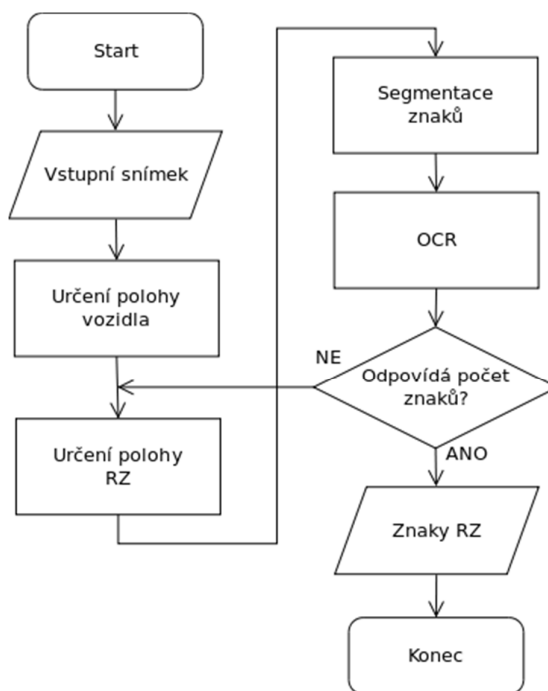 Start
Vstupní snímek
Určení polohy
vozidla
Určení polohy
RZ
Segmentace
znaků
OCR
NE
Odpovídá počet
znaků?
ANO
Znaky RZ
Konec